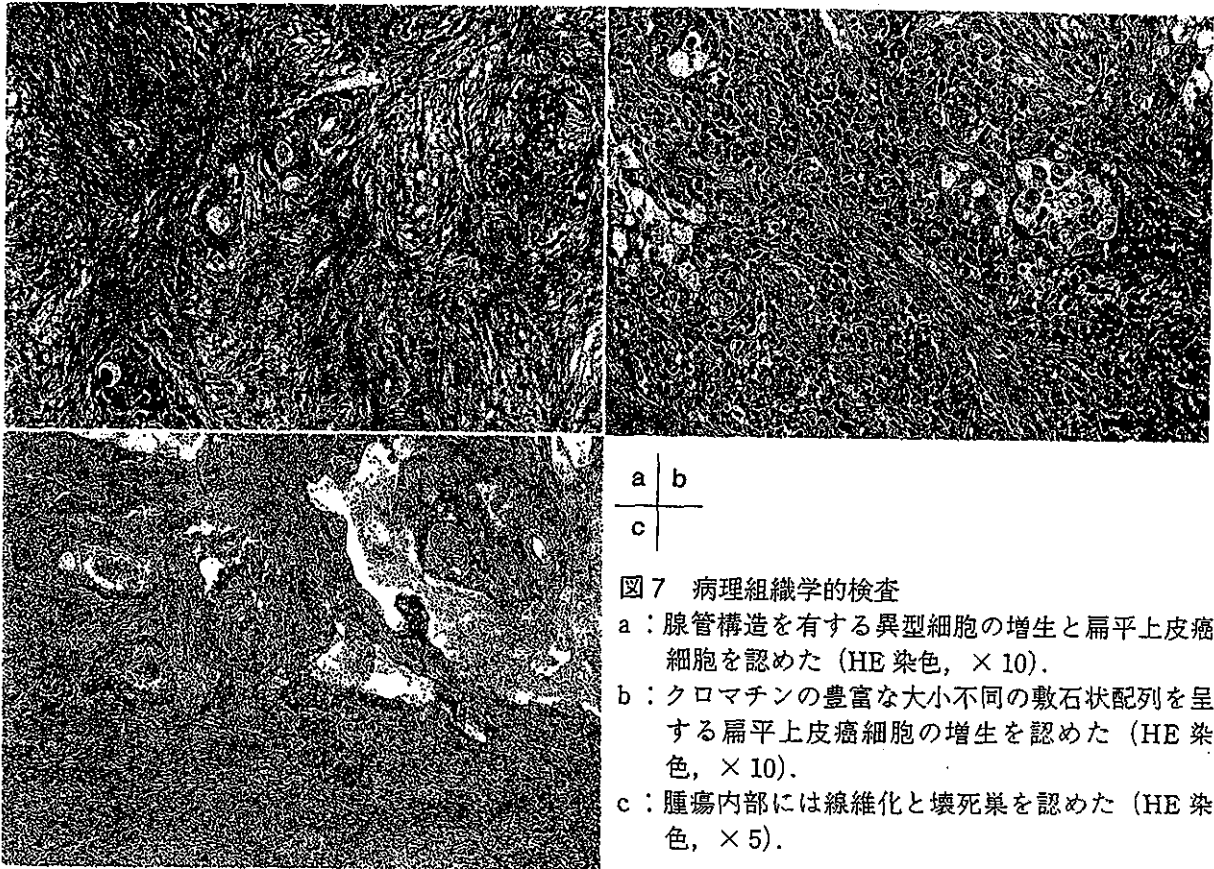 a b
c
図7 病理組織学的検査
a：腺管構造を有する異型細胞の増生と扁平上皮癌
細胞を認めた (HE 染色, × 10).
b：クロマチンの豊富な大小不同の敷石状配列を呈
する扁平上皮癌細胞の増生を認めた (HE 染
色, × 10).
c：腫瘍内部には線維化と壊死巣を認めた (HE 染
色, × 5).